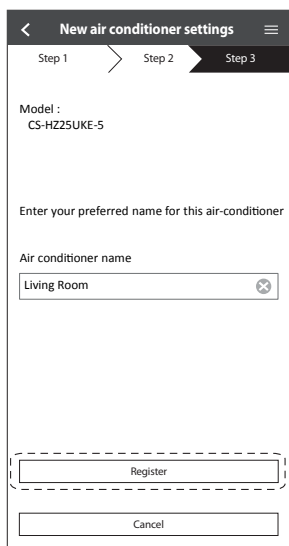 New air conditioner settings
Step 1 Step 2 Step 3
Model :
CS-HZ25UKE-5
Enter your preferred name for this air-conditioner
Air conditioner name
Living Room
Register
Cancel